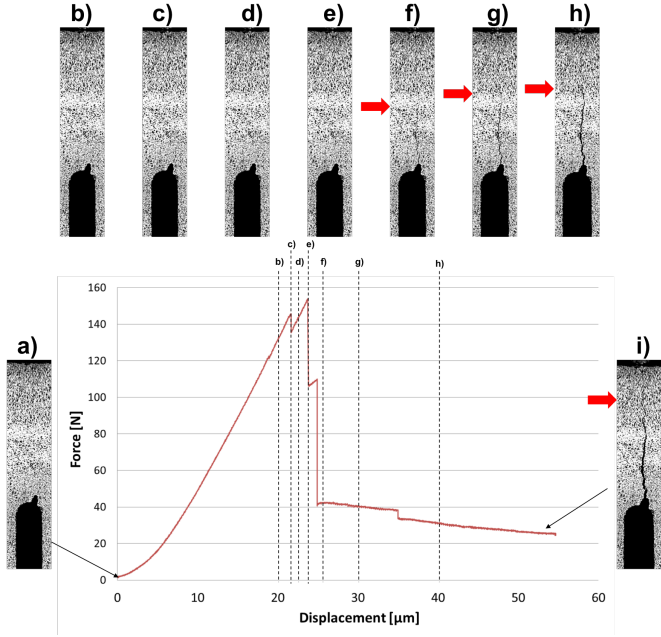 b) c) d) e) f) g) h)
c) e)
b) d) f) g) h)
a)
i)
160
140
120
100
80
60
40
20
0
Force [N]
0 10 20 30 40 50 60
Displacement [µm]